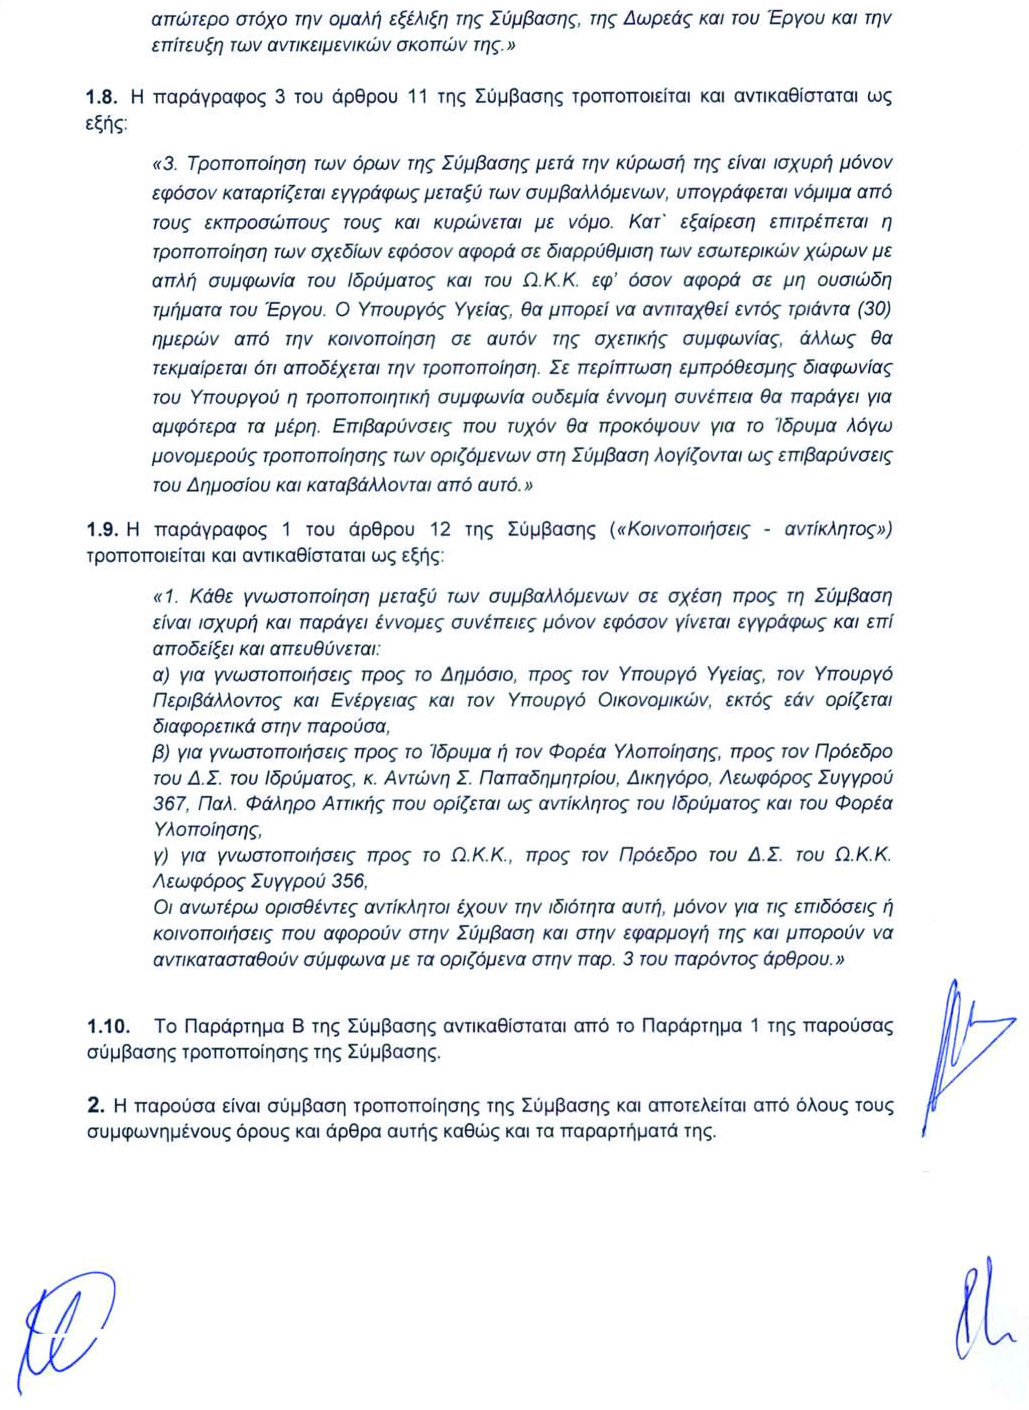 απώτερο στόχο την ομαλή εξέλιξη της Σύμβασης, της Δωρεάς και του Έργου και την
επίτευξη των αντικειμενικών σκοπών της.»
1.8. Η παράγραφος 3 του άρθρου 11 της Σύμβασης τροποποιείται και αντικαθίσταται ως
εξής:
«3. Τροποποίηση των όρων της Σύμβασης μετά την κύρωσή της είναι ισχυρή μόνον
εφόσον καταρτίζεται εγγράφως μεταξύ των συμβαλλόμενων, υπογράφεται νόμιμα από
τους εκπροσώπους τους και κυρώνεται με νόμο. Κατ` εξαίρεση επιτρέπεται η
τροποποίηση των σχεδίων εφόσον αφορά σε διαρρύθμιση των εσωτερικών χώρων με
απλή συμφωνία του Ιδρύματος και του Ω.Κ.Κ. εφ’ όσον αφορά σε μη ουσιώδη
τμήματα του Έργου. Ο Υπουργός Υγείας, θα μπορεί να αντιταχθεί εντός τριάντα (30)
ημερών από την κοινοποίηση σε αυτόν της σχετικής συμφωνίας, άλλως θα
τεκμαίρεται ότι αποδέχεται την τροποποίηση. Σε περίπτωση εμπρόθεσμης διαφωνίας
του Υπουργού η τροποποιητική συμφωνία ουδεμία έννομη συνέπεια θα παράγει για
αμφότερα τα μέρη. Επιβαρύνσεις που τυχόν θα προκύψουν για το Ίδρυμα λόγω
μονομερούς τροποποίησης των οριζόμενων στη Σύμβαση λογίζονται ως επιβαρύνσεις
του Δημοσίου και καταβάλλονται από αυτό.»
1.9. Η παράγραφος 1 του άρθρου 12 της Σύμβασης («Κοινοποιήσεις - αντίκλητος»)
τροποποιείται και αντικαθίσταται ως εξής:
«1. Κάθε γνωστοποίηση μεταξύ των συμβαλλόμενων σε σχέση προς τη Σύμβαση
είναι ισχυρή και παράγει έννομες συνέπειες μόνον εφόσον γίνεται εγγράφως και επί
αποδείξει και απευθύνεται:
α) για γνωστοποιήσεις προς το Δημόσιο, προς τον Υπουργό Υγείας, τον Υπουργό
Περιβάλλοντος και Ενέργειας και τον Υπουργό Οικονομικών, εκτός εάν ορίζεται
διαφορετικά στην παρούσα,
β) για γνωστοποιήσεις προς το Ίδρυμα ή τον Φορέα Υλοποίησης, προς τον Πρόεδρο
του Δ.Σ. του Ιδρύματος, κ. Αντώνη Σ. Παπαδημητρίου, Δικηγόρο, Λεωφόρος Συγγρού
367, Παλ. Φάληρο Αττικής που ορίζεται ως αντίκλητος του Ιδρύματος και του Φορέα
Υλοποίησης,
γ) για γνωστοποιήσεις προς το Ω.Κ.Κ., προς τον Πρόεδρο του Δ.Σ. του Ω.Κ.Κ.
Λεωφόρος Συγγρού 356,
Οι ανωτέρω ορισθέντες αντίκλητοι έχουν την ιδιότητα αυτή, μόνον για τις επιδόσεις ή
κοινοποιήσεις που αφορούν στην Σύμβαση και στην εφαρμογή της και μπορούν να
αντικατασταθούν σύμφωνα με τα οριζόμενα στην παρ. 3 του παρόντος άρθρου.»
1.10. Το Παράρτημα Β της Σύμβασης αντικαθίσταται από το Παράρτημα 1 της παρούσας
σύμβασης τροποποίησης της Σύμβασης.
2. Η παρούσα είναι σύμβαση τροποποίησης της Σύμβασης και αποτελείται από όλους τους
συμφωνημένους όρους και άρθρα αυτής καθώς και τα παραρτήματά της.